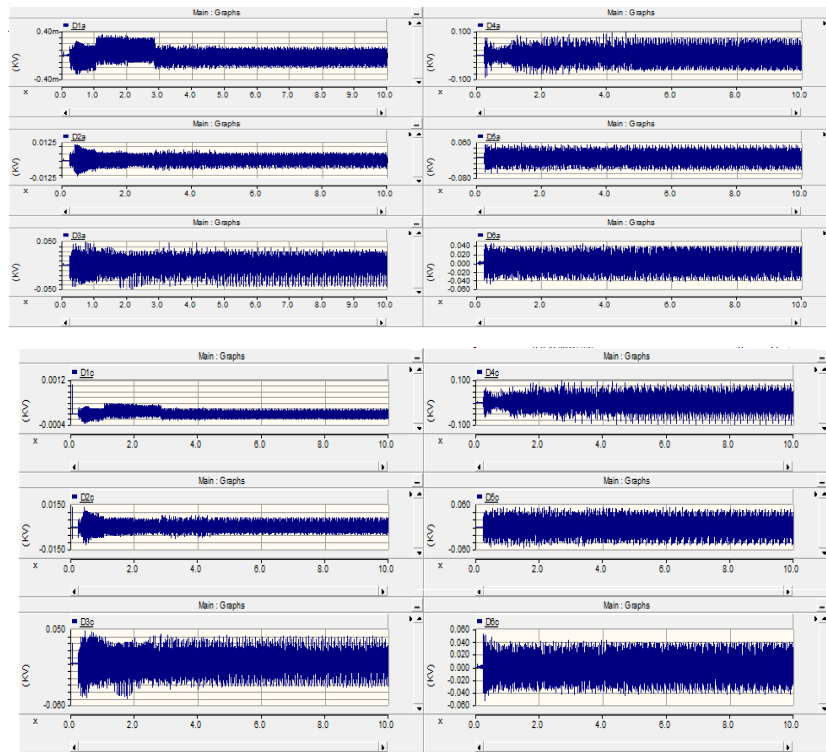 Main : Graphs
D1a
0.40m
-0.40m
(KV)
x 0.0 1.0 2.0 3.0 4.0 5.0 6.0 7.0 8.0 9.0 10.0
Main : Graphs
D4a
0.100
-0.100
(KV)
x 0.0 2.0 4.0 6.0 8.0 10.0
Main : Graphs
D2a
0.0125
-0.0125
(KV)
x 0.0 2.0 4.0 6.0 8.0 10.0
Main : Graphs
D5a
0.060
-0.080
(KV)
x 0.0 2.0 4.0 6.0 8.0 10.0
Main : Graphs
D3a
0.050
-0.050
(KV)
x 0.0 1.0 2.0 3.0 4.0 5.0 6.0 7.0 8.0 9.0 10.0
Main : Graphs
D6a
0.040
0.020
0.000
-0.020
-0.040
-0.060
(KV)
x 0.0 2.0 4.0 6.0 8.0 10.0
Main : Graphs
D1c
0.0012
-0.0004
(KV)
x 0.0 2.0 4.0 6.0 8.0 10.0
Main : Graphs
D4c
0.100
-0.100
(KV)
x 0.0 2.0 4.0 6.0 8.0 10.0
Main : Graphs
D2c
0.0150
-0.0150
(KV)
x 0.0 2.0 4.0 6.0 8.0 10.0
Main : Graphs
D5c
0.060
-0.060
(KV)
x 0.0 2.0 4.0 6.0 8.0 10.0
Main : Graphs
D3c
0.050
-0.060
(KV)
x 0.0 2.0 4.0 6.0 8.0 10.0
Main : Graphs
D6c
0.060
0.040
0.020
0.000
-0.020
-0.040
-0.060
(KV)
x 0.0 2.0 4.0 6.0 8.0 10.0